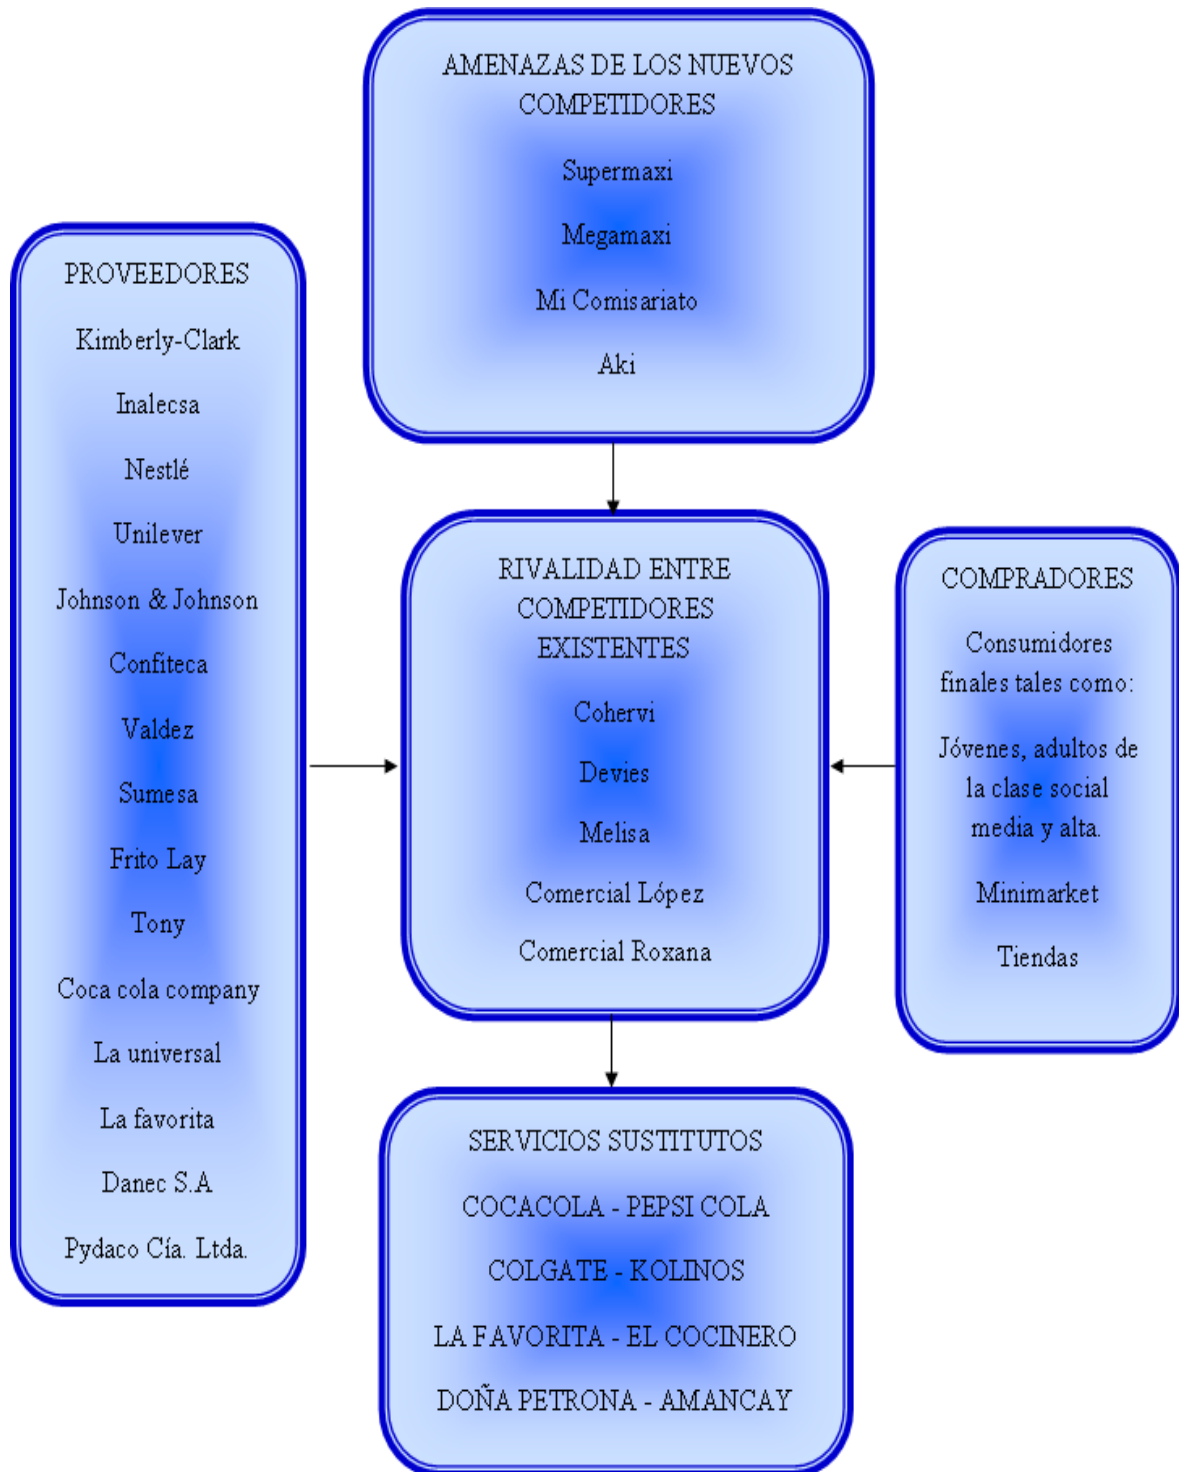 AMENAZAS DE LOS NUEVOS
COMPETIDORES
Supermaxi
Megamaxi
Mi Comisariato
Aki
PROVEEDORES
Kimberly-Clark
Inalecsa
Nestlé
Unilever
Johnson & Johnson
Confiteca
Valdez
Sumesa
Frito Lay
Tony
Coca cola company
La universal
La favorita
Danec S.A
Pydaco Cía. Ltda.
RIVALIDAD ENTRE
COMPETIDORES
EXISTENTES
Cohervi
Devies
Melisa
Comercial López
Comercial Roxana
COMPRADORES
Consumidores
finales tales como:
Jóvenes, adultos de
la clase social
media y alta.
Minimarket
Tiendas
SERVICIOS SUSTITUTOS
COCACOLA - PEPSI COLA
COLGATE - KOLINOS
LA FAVORITA - EL COCINERO
DOÑA PETRONA - AMANCAY